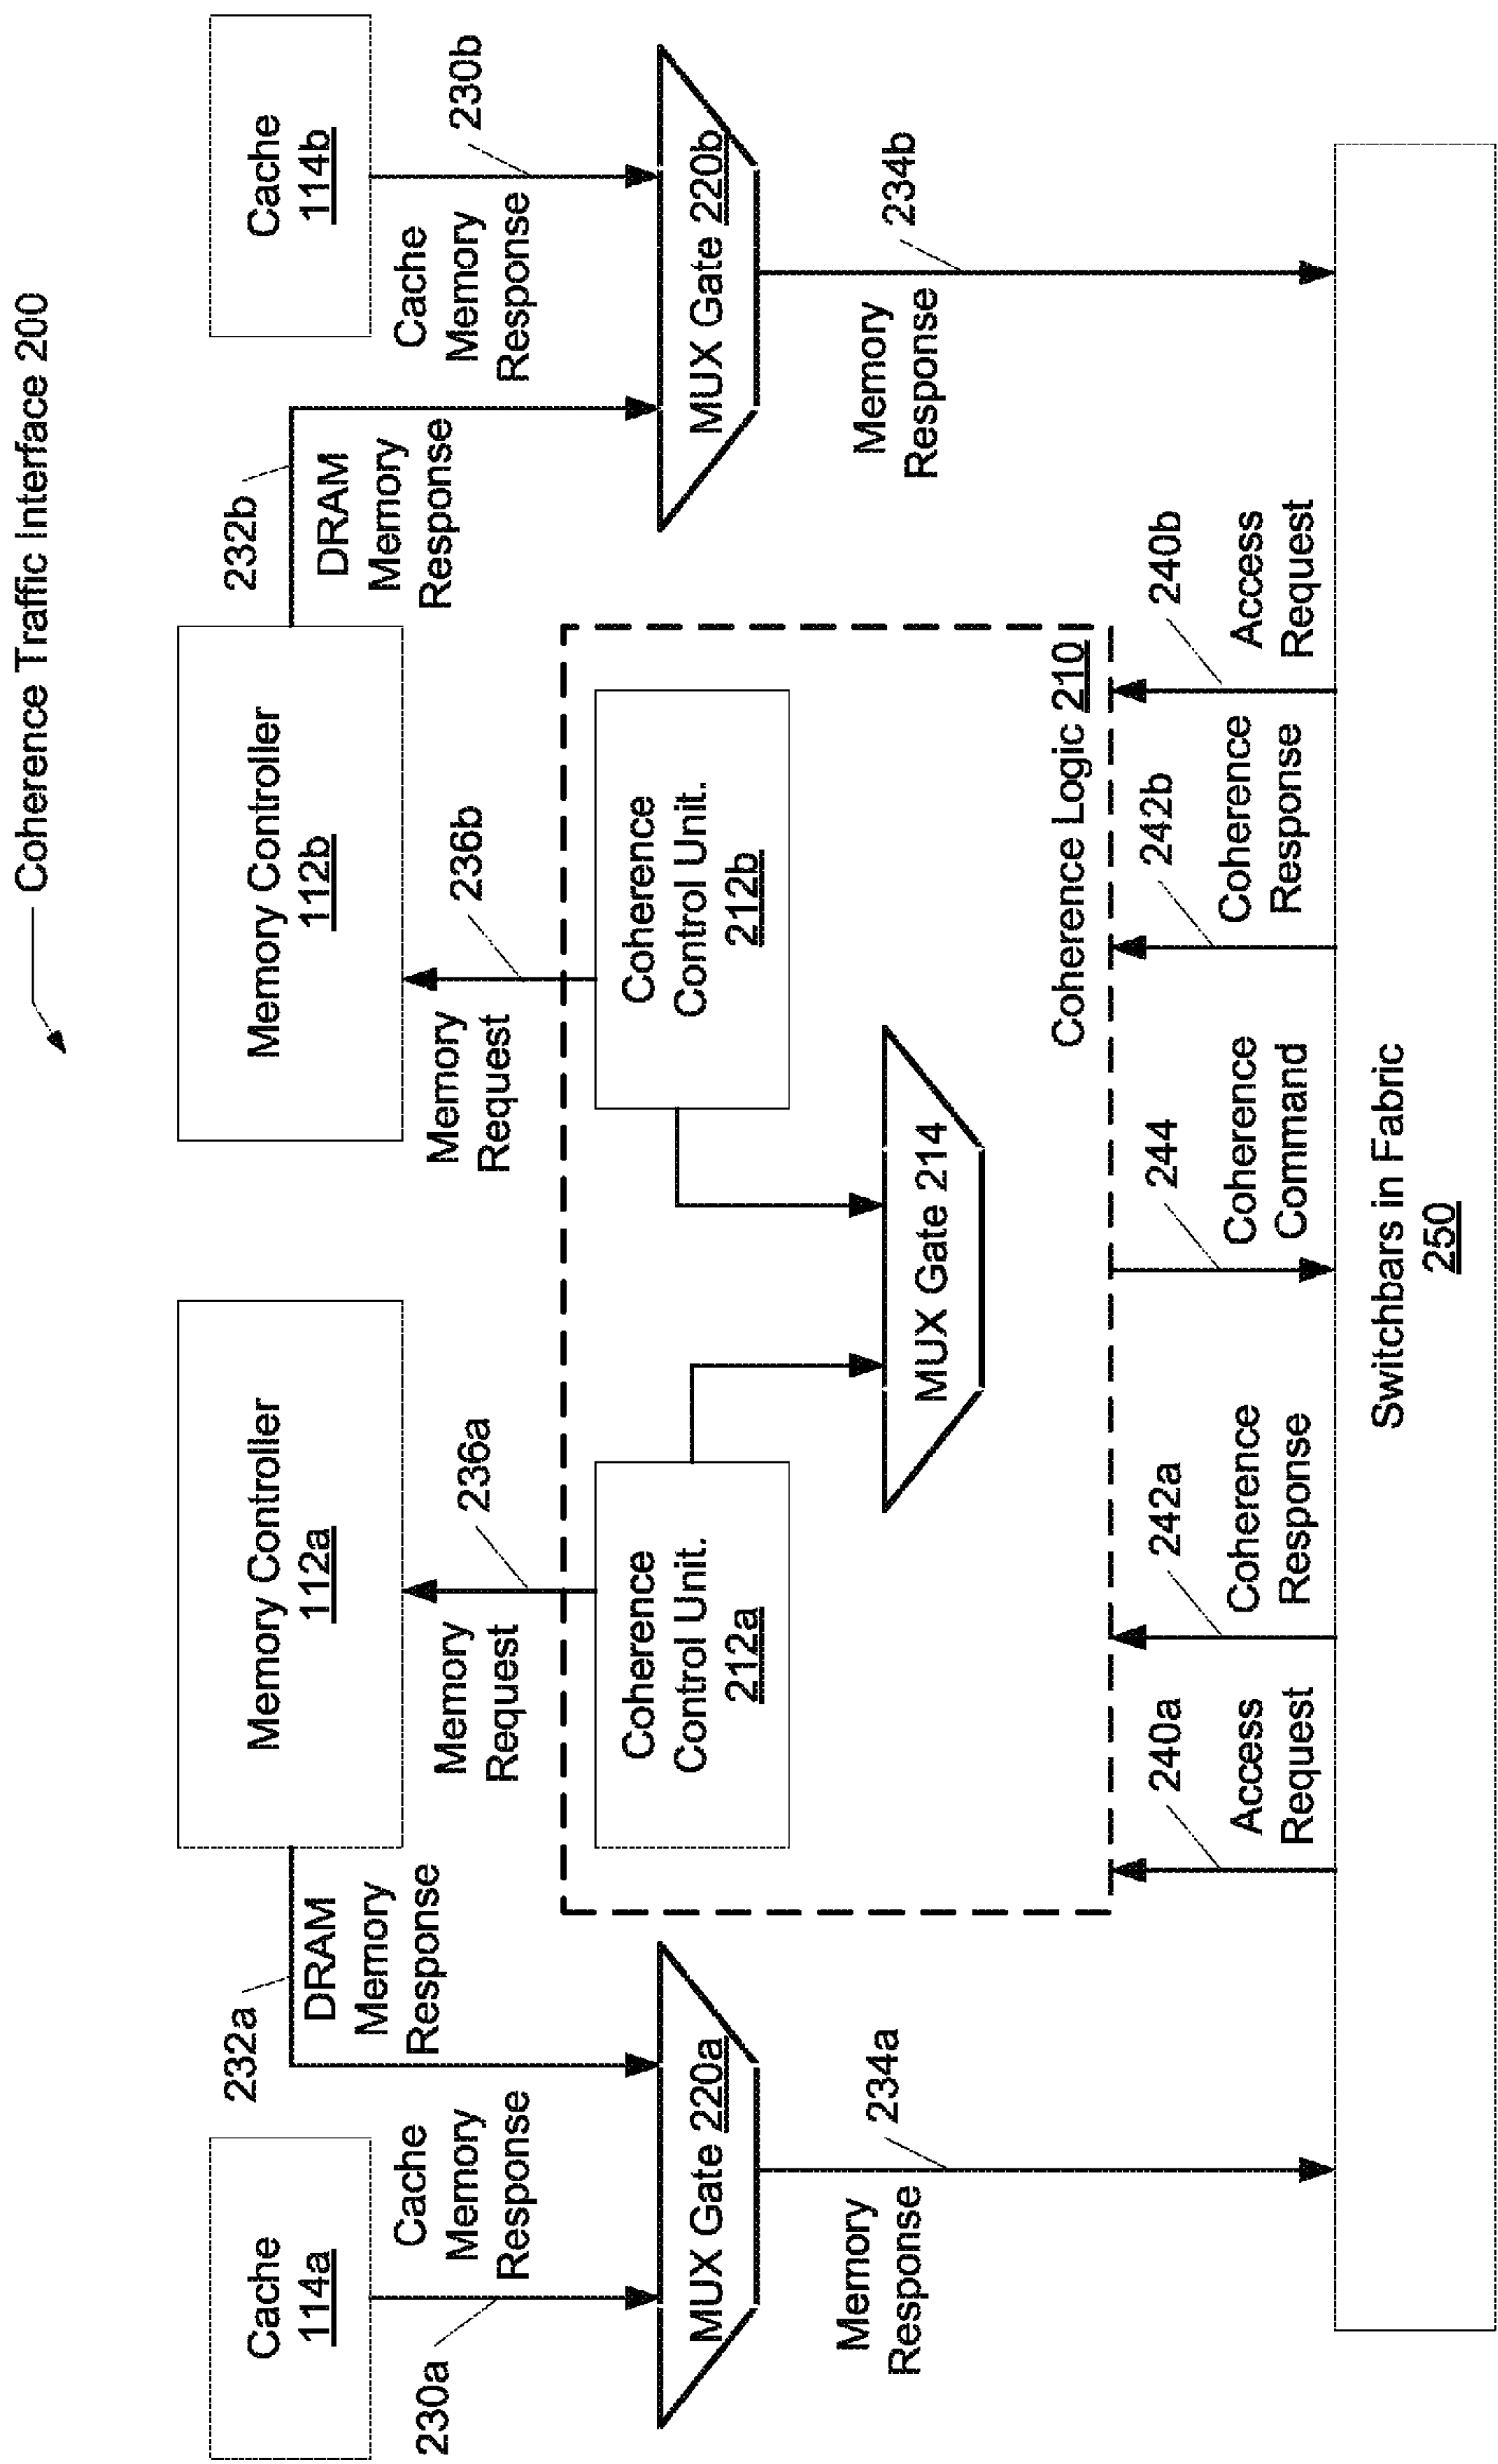 Coherence Traffic Interface 200
Cache
114a
Memory Controller
112a
Memory Controller
112b
Cache
114b
230a
Cache
Memory
Response
232a
DRAM
Memory
Response
Memory
Request
236a
Memory
Request
236b
232b
DRAM
Memory
Response
Cache
Memory
Response
230b
MUX Gate 220a
Coherence
Control Unit.
212a
Coherence
Control Unit.
212b
MUX Gate 220b
MUX Gate 214
Coherence Logic 210
Memory
Response
234a
240a
Access
Request
242a
Coherence
Response
244
Coherence
Command
242b
Coherence
Response
240b
Access
Request
Memory
Response
234b
Switchbars in Fabric
250